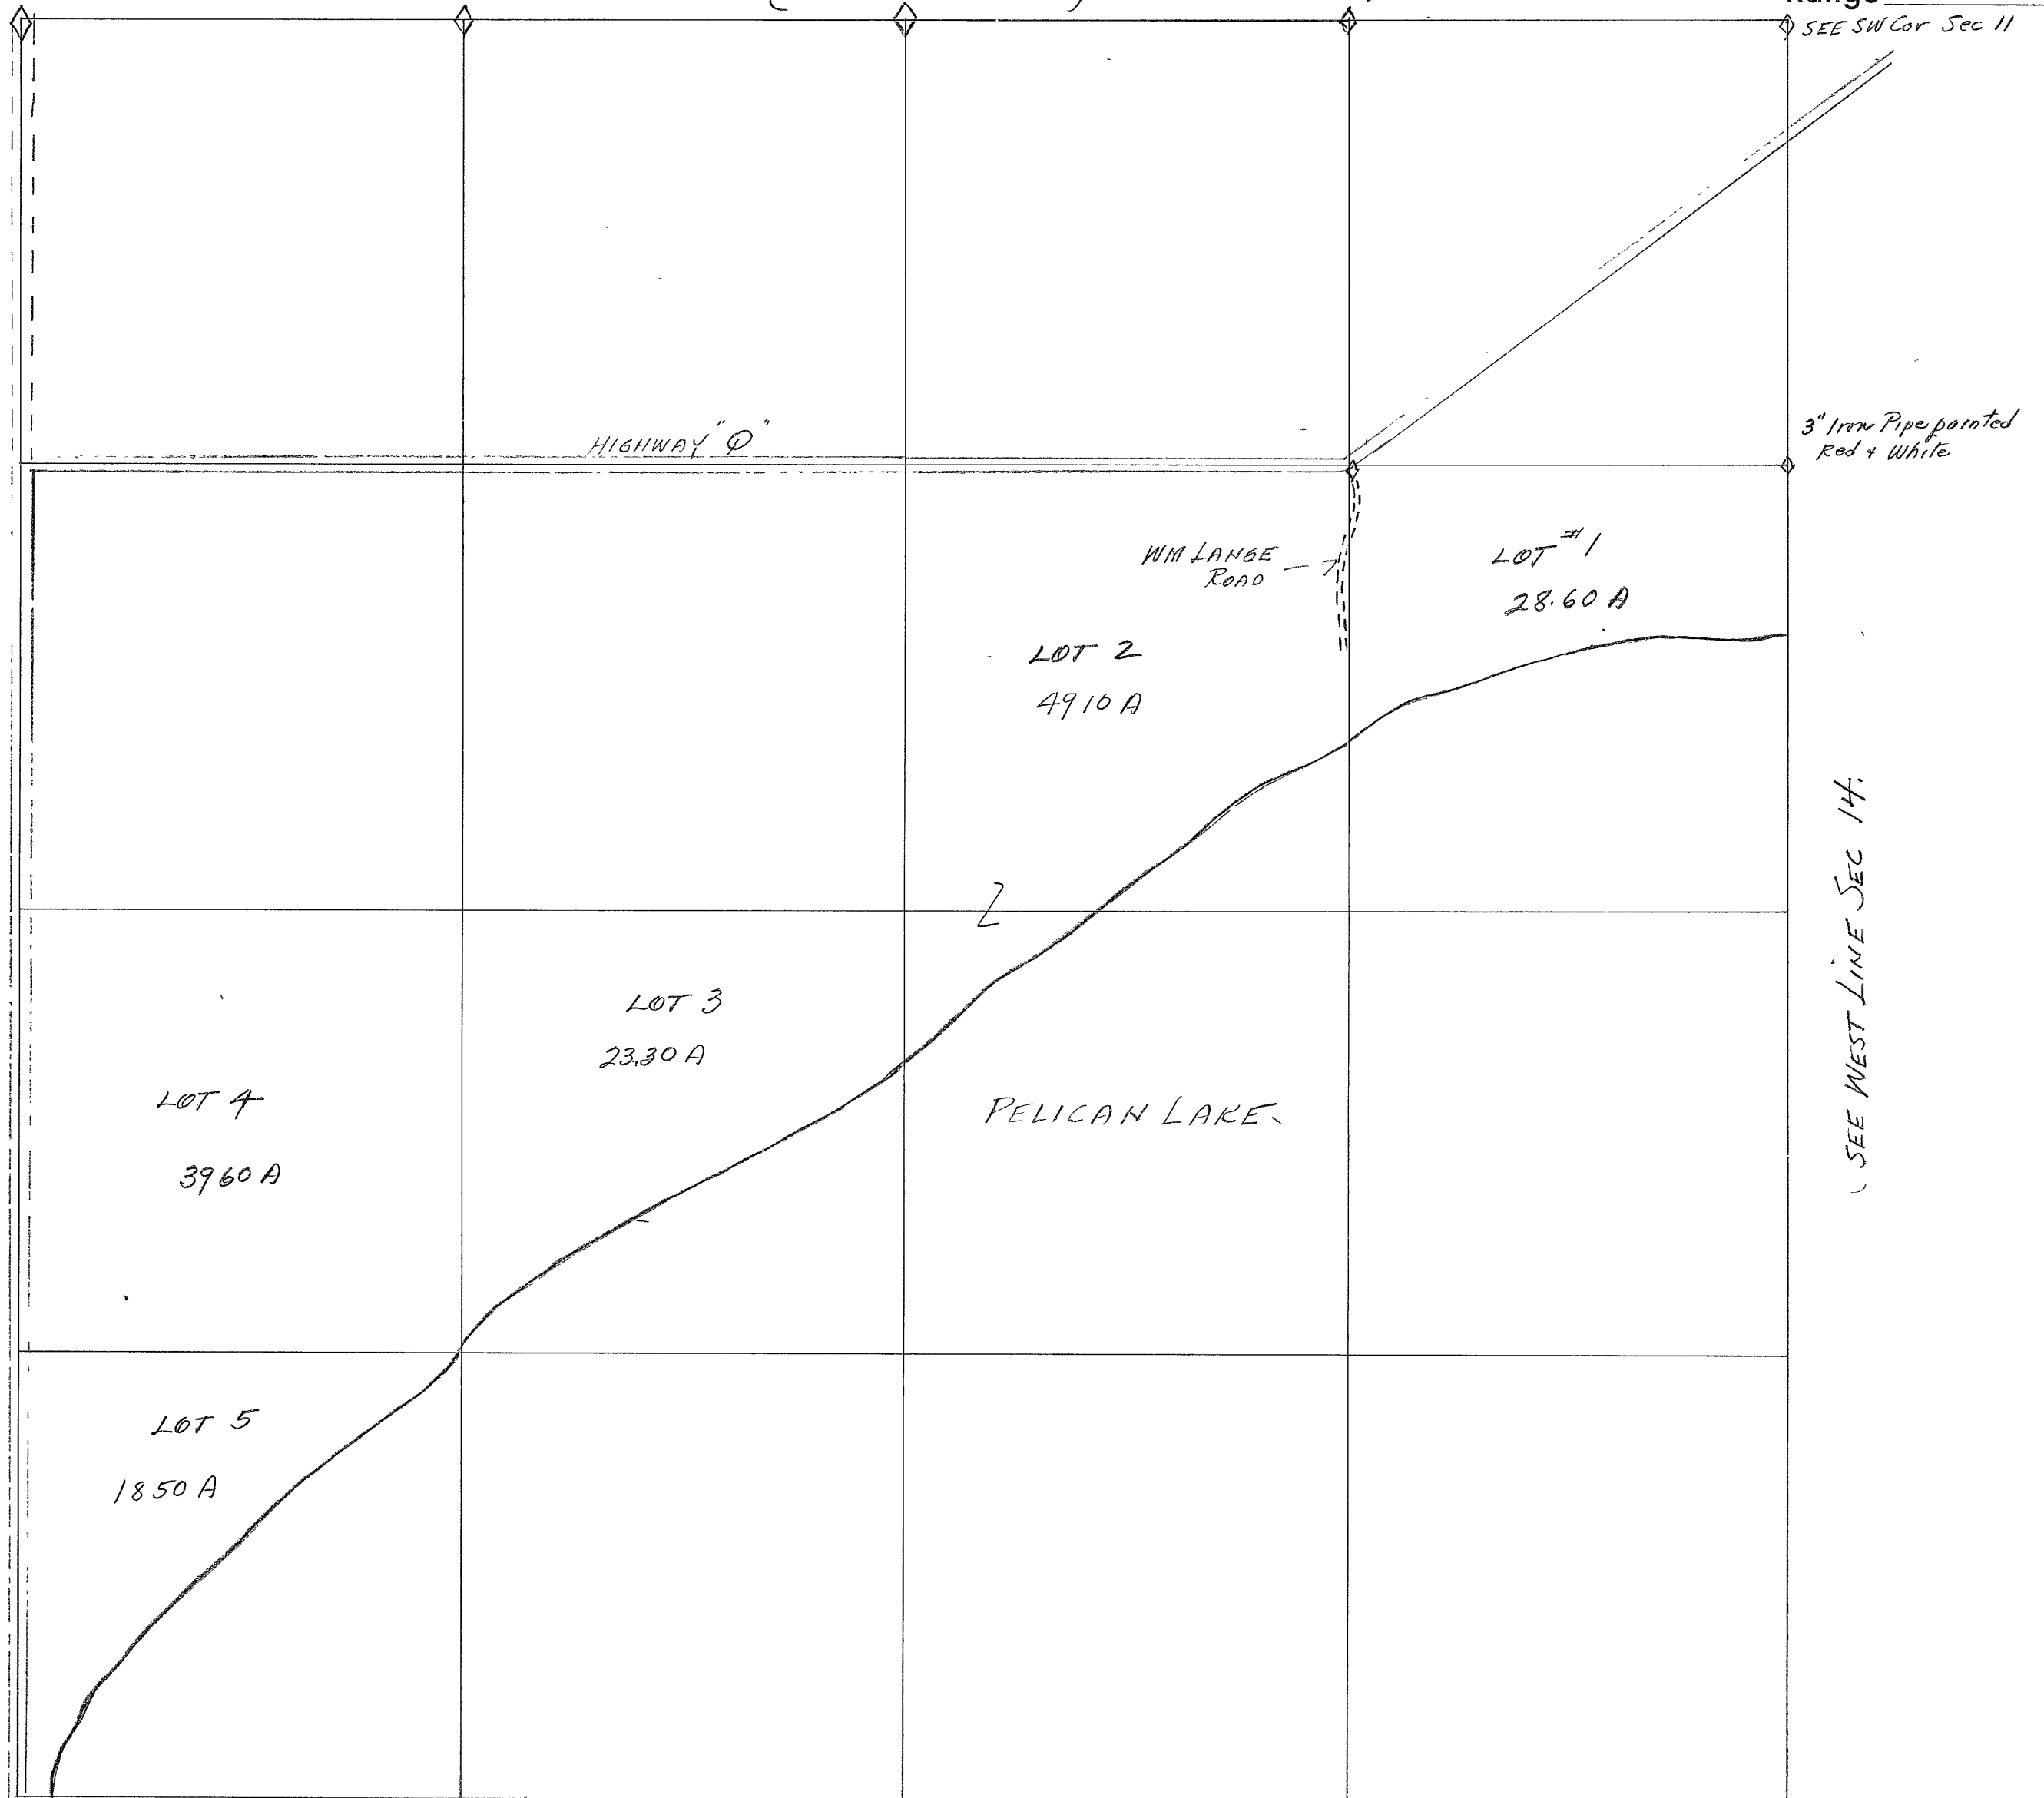 SEE SW Cor Sec 11
HIGHWAY "Q"
3" Iron Pipe painted
Red & White
WM LANGE
ROAD
LOT #1
28.60 A
LOT 2
4910 A
SEE WEST LINE SEC 14.
LOT 3
23.30 A
LOT 4
3960 A
PELICAN LAKE
LOT 5
1850 A